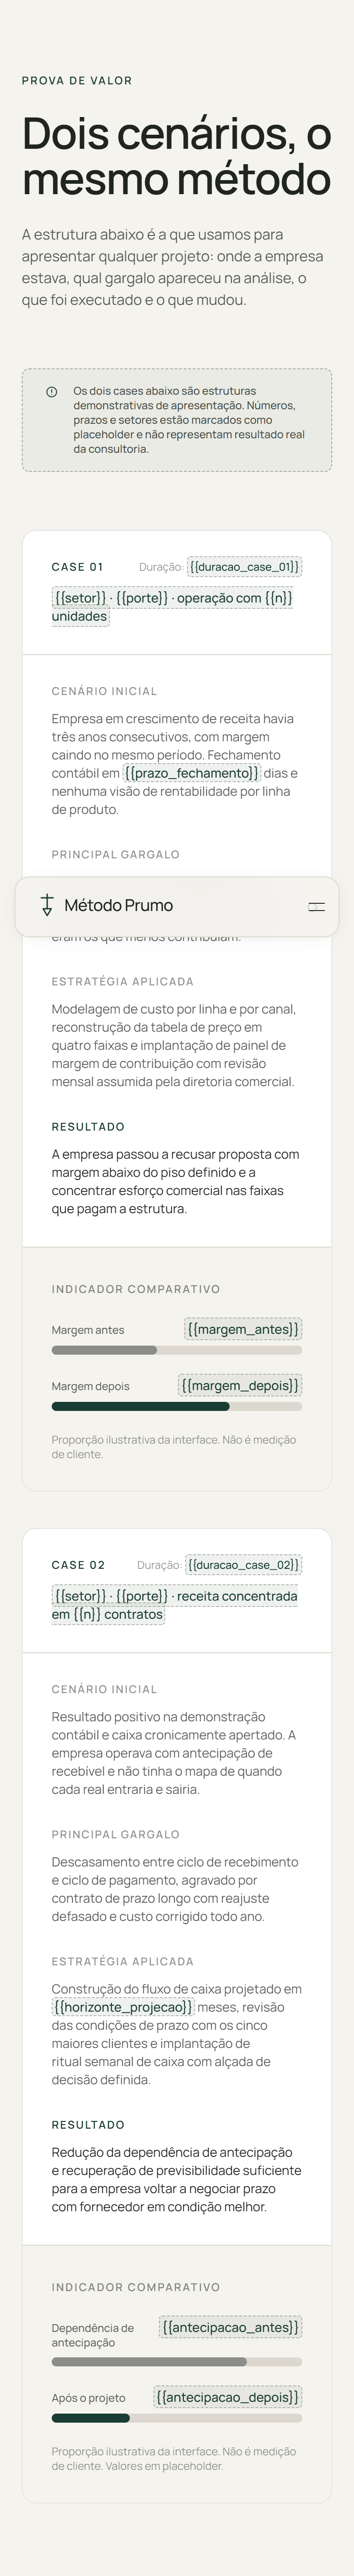 PROVA DE VALOR
Dois cenários, o
mesmo método
A estrutura abaixo é a que usamos para
apresentar qualquer projeto: onde a empresa
estava, qual gargalo apareceu na análise, o
que foi executado e o que mudou.
Os dois cases abaixo são estruturas
demonstrativas de apresentação. Números,
prazos e setores estão marcados como
placeholder e não representam resultado real
da consultoria.
CASE 01
Duração: {{duracao_case_01}}
{{setor}} · {{porte}} · operação com {{n}}
unidades
CENÁRIO INICIAL
Empresa em crescimento de receita havia
três anos consecutivos, com margem
caindo no mesmo período. Fechamento
contábil em {{prazo_fechamento}} dias e
nenhuma visão de rentabilidade por linha
de produto.
PRINCIPAL GARGALO
Método Prumo
eram os que menos contribuíam.
ESTRATÉGIA APLICADA
Modelagem de custo por linha e por canal,
reconstrução da tabela de preço em
quatro faixas e implantação de painel de
margem de contribuição com revisão
mensal assumida pela diretoria comercial.
RESULTADO
A empresa passou a recusar proposta com
margem abaixo do piso definido e a
concentrar esforço comercial nas faixas
que pagam a estrutura.
INDICADOR COMPARATIVO
Margem antes {{margem_antes}}
Margem depois {{margem_depois}}
Proporção ilustrativa da interface. Não é medição
de cliente.
CASE 02
Duração: {{duracao_case_02}}
{{setor}} · {{porte}} · receita concentrada
em {{n}} contratos
CENÁRIO INICIAL
Resultado positivo na demonstração
contábil e caixa cronicamente apertado. A
empresa operava com antecipação de
recebível e não tinha o mapa de quando
cada real entraria e sairia.
PRINCIPAL GARGALO
Descasamento entre ciclo de recebimento
e ciclo de pagamento, agravado por
contrato de prazo longo com reajuste
defasado e custo corrigido todo ano.
ESTRATÉGIA APLICADA
Construção do fluxo de caixa projetado em
{{horizonte_projecao}} meses, revisão
das condições de prazo com os cinco
maiores clientes e implantação de
ritual semanal de caixa com alçada de
decisão definida.
RESULTADO
Redução da dependência de antecipação
e recuperação de previsibilidade suficiente
para a empresa voltar a negociar prazo
com fornecedor em condição melhor.
INDICADOR COMPARATIVO
Dependência de
antecipação
{{antecipacao_antes}}
Após o projeto {{antecipacao_depois}}
Proporção ilustrativa da interface. Não é medição
de cliente. Valores em placeholder.